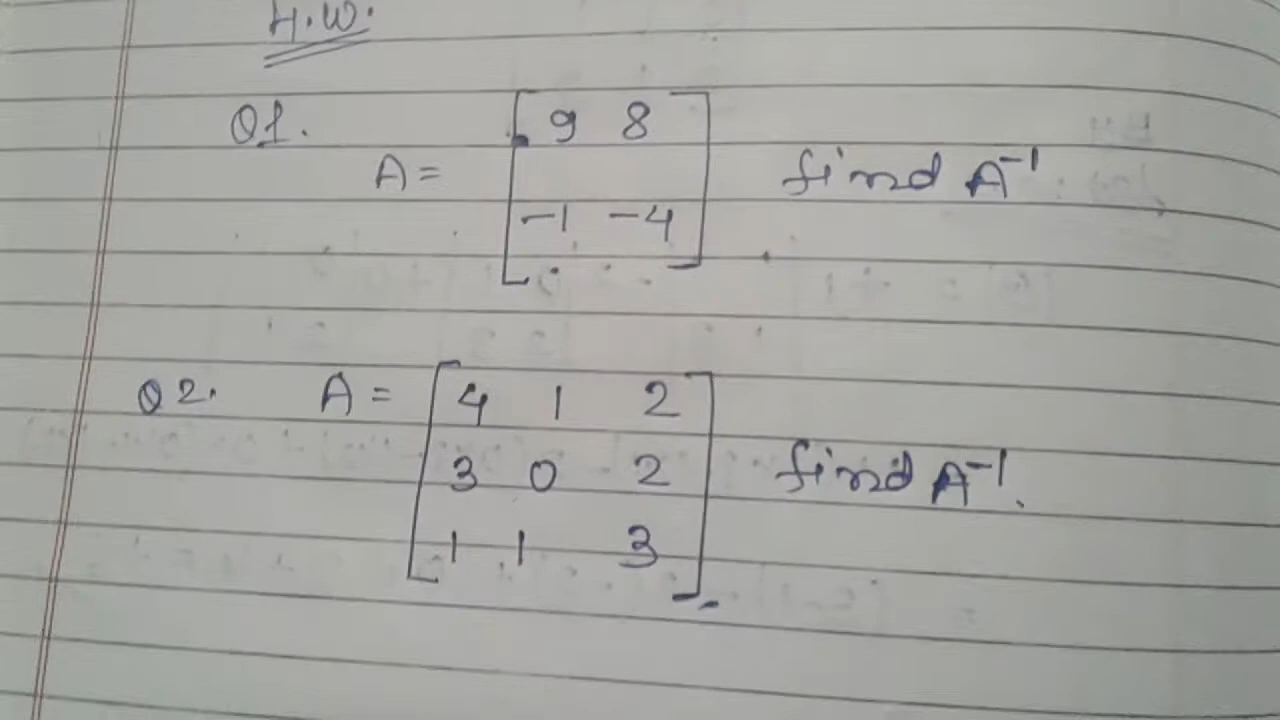 H.W.
Q1.
A = [ 9 8
-1 -4 ] find A⁻¹
Q2. A = [ 4 1 2
3 0 2
1 1 3 ] find A⁻¹.